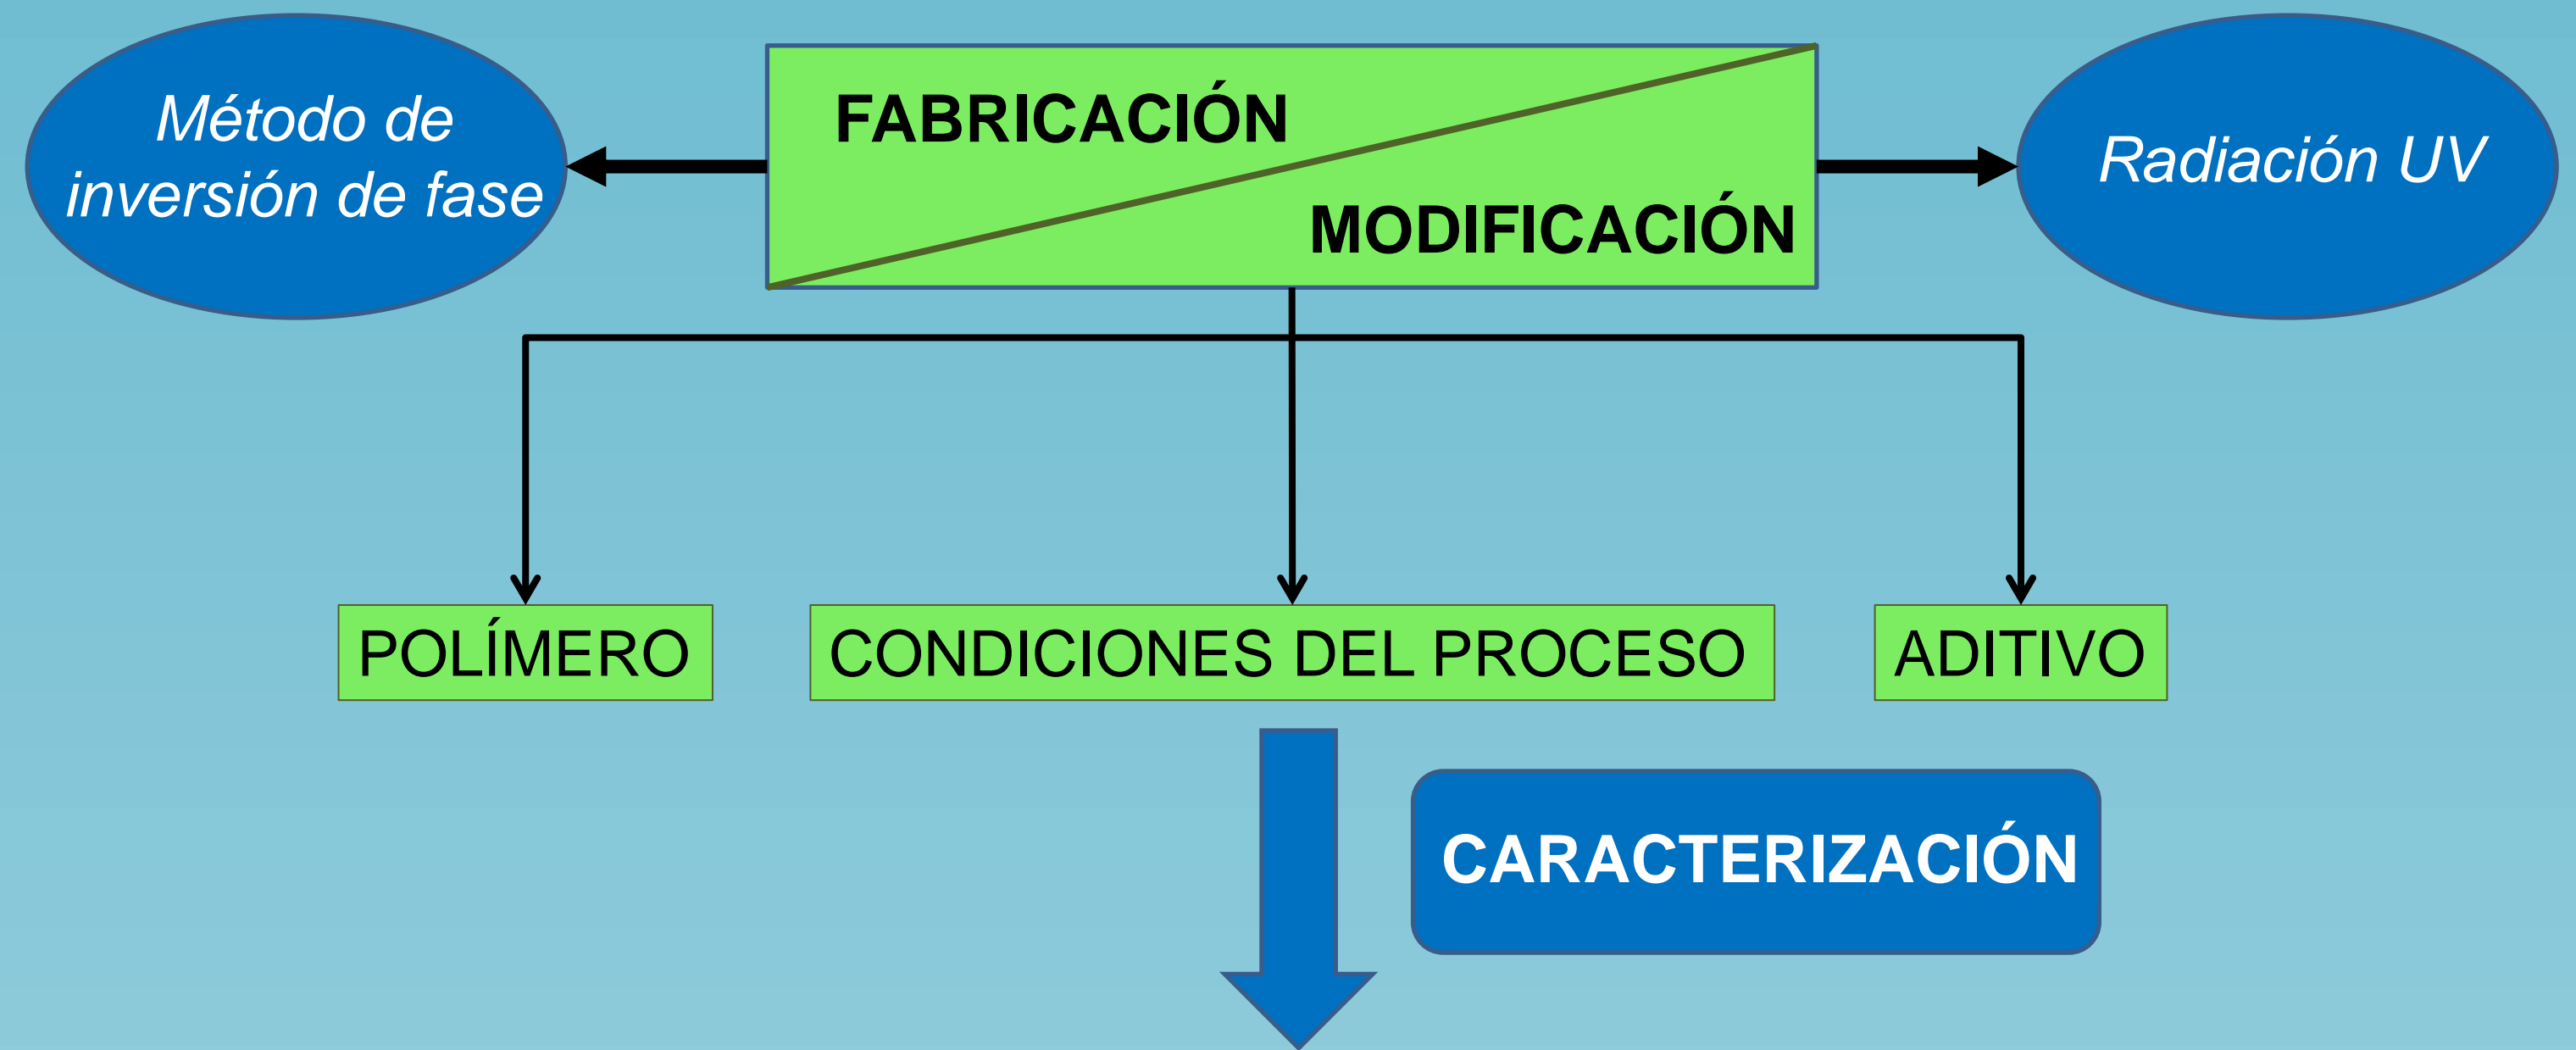 Método de
inversión de fase
FABRICACIÓN
MODIFICACIÓN
Radiación UV
POLÍMERO
CONDICIONES DEL PROCESO
ADITIVO
CARACTERIZACIÓN